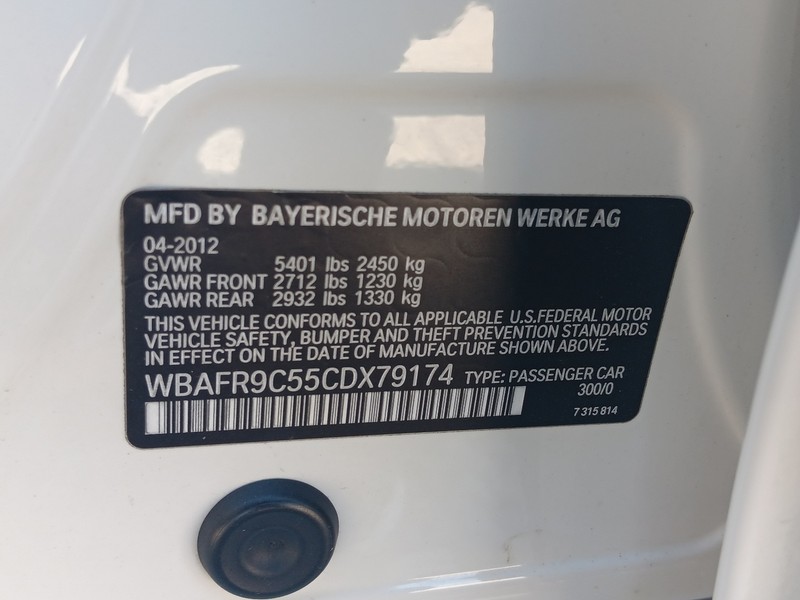 MFD BY BAYERISCHE MOTOREN WERKE AG
04-2012
GVWR 5401 lbs 2450 kg
GAWR FRONT 2712 lbs 1230 kg
GAWR REAR 2932 lbs 1330 kg
THIS VEHICLE CONFORMS TO ALL APPLICABLE U.S.FEDERAL MOTOR
VEHICLE SAFETY, BUMPER AND THEFT PREVENTION STANDARDS
IN EFFECT ON THE DATE OF MANUFACTURE SHOWN ABOVE.
WBAFR9C55CDX79174 TYPE: PASSENGER CAR
300/0
7 315 814